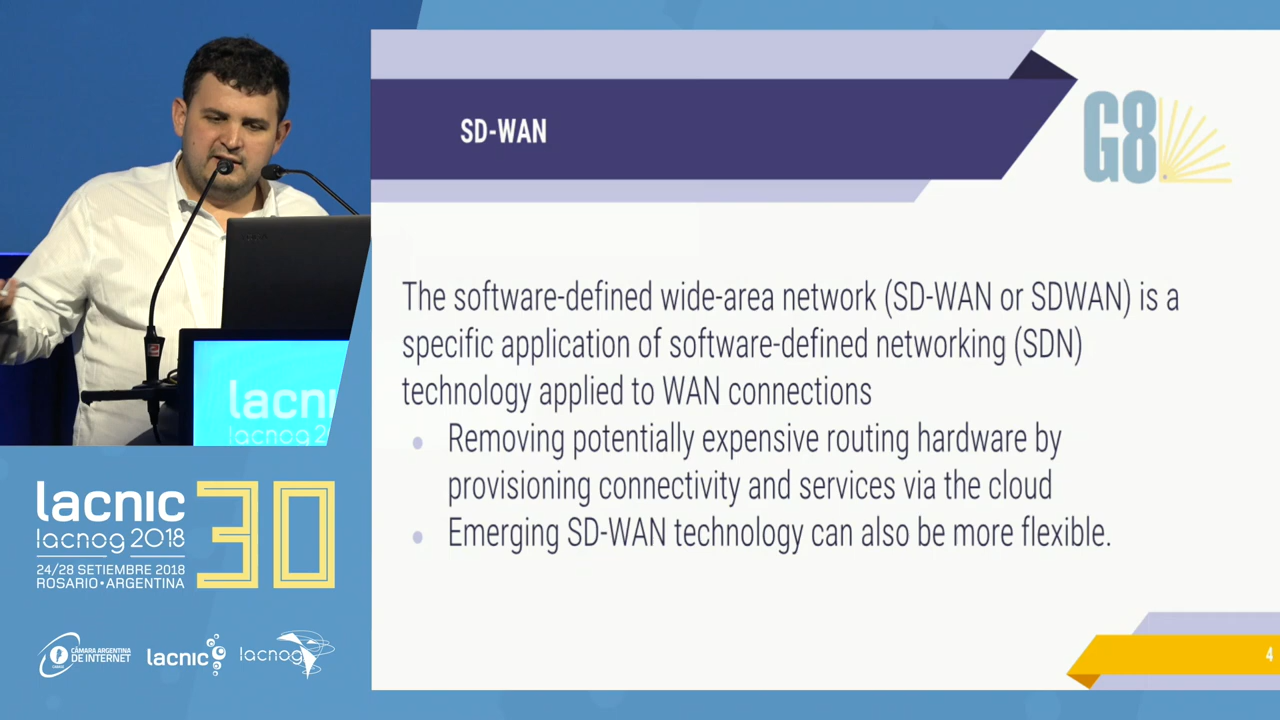 SD-WAN
G8
The software-defined wide-area network (SD-WAN or SDWAN) is a
specific application of software-defined networking (SDN)
technology applied to WAN connections
Removing potentially expensive routing hardware by
provisioning connectivity and services via the cloud
Emerging SD-WAN technology can also be more flexible.
4
lacni
lacnog 2
lacnic 30
lacnog 2018
24/28 SETIEMBRE 2018
ROSARIO•ARGENTINA
CÁMARA ARGENTINA
DE INTERNET
lacnic
lacnog